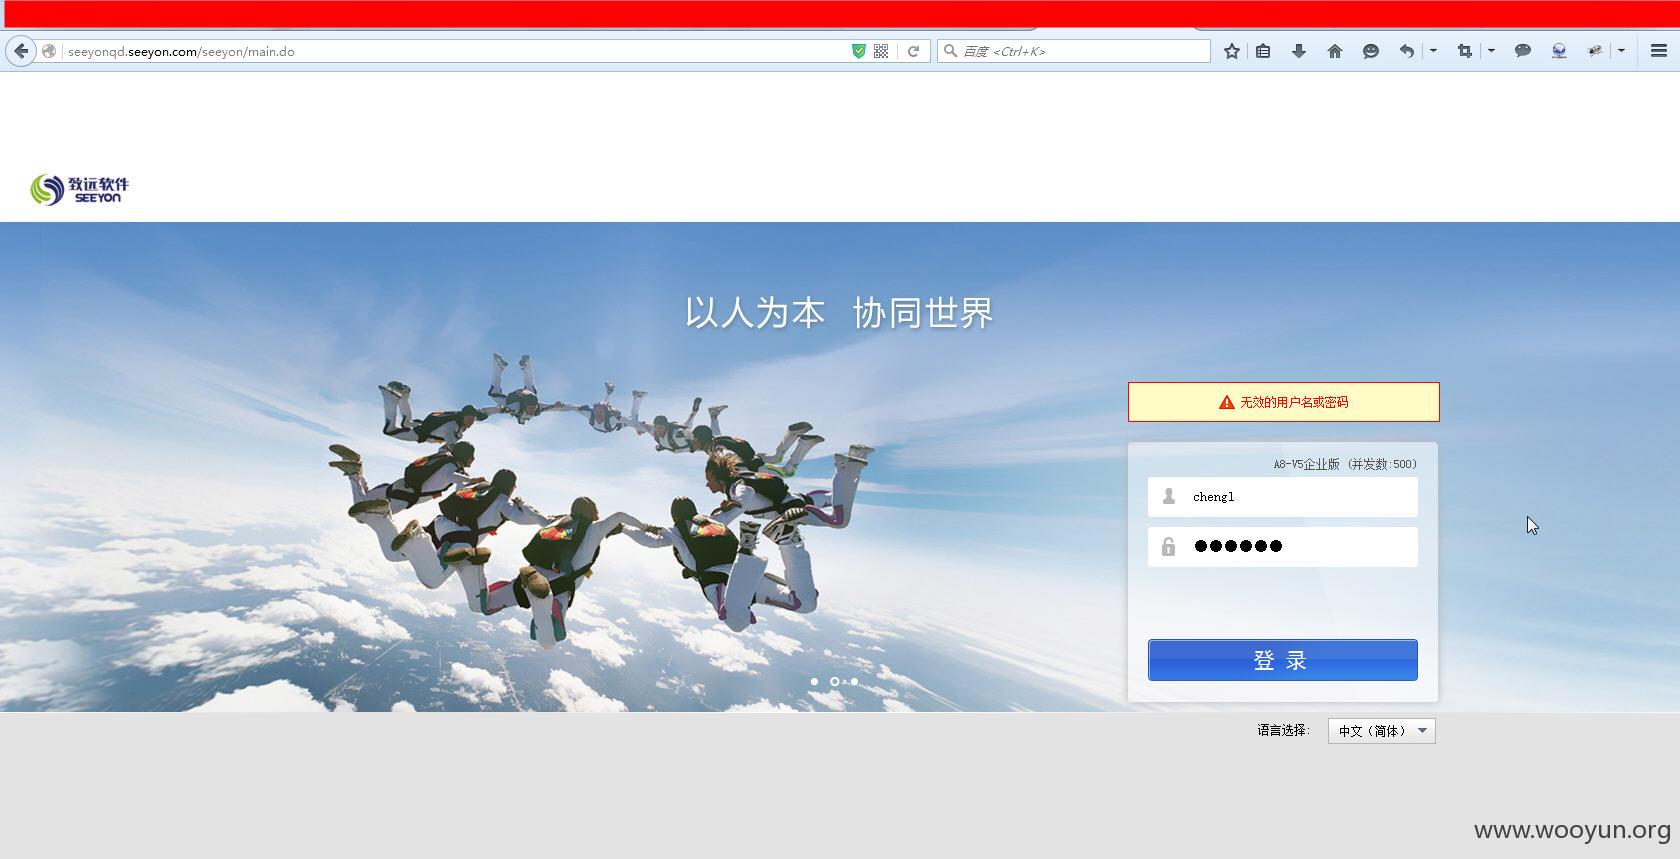 seeyonqd.seeyon.com/seeyon/main.do
百度 <Ctrl+K>
致远软件
SEEYON
以人为本 协同世界
无效的用户名或密码
A8-V5企业版 (并发数:500)
chengl
登 录
语言选择: 中文（简体）
www.wooyun.org